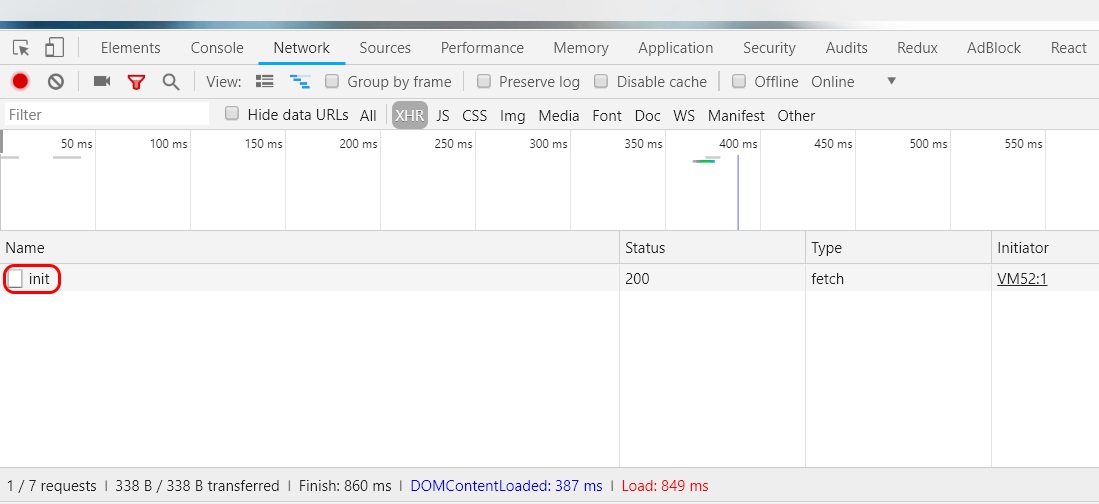 Elements Console Network Sources Performance Memory Application Security Audits Redux AdBlock React
View: Group by frame Preserve log Disable cache Offline Online
Filter Hide data URLs All XHR JS CSS Img Media Font Doc WS Manifest Other
50 ms 100 ms 150 ms 200 ms 250 ms 300 ms 350 ms 400 ms 450 ms 500 ms 550 ms
Name Status Type Initiator
init 200 fetch VM52:1
1 / 7 requests | 338 B / 338 B transferred | Finish: 860 ms | DOMContentLoaded: 387 ms | Load: 849 ms